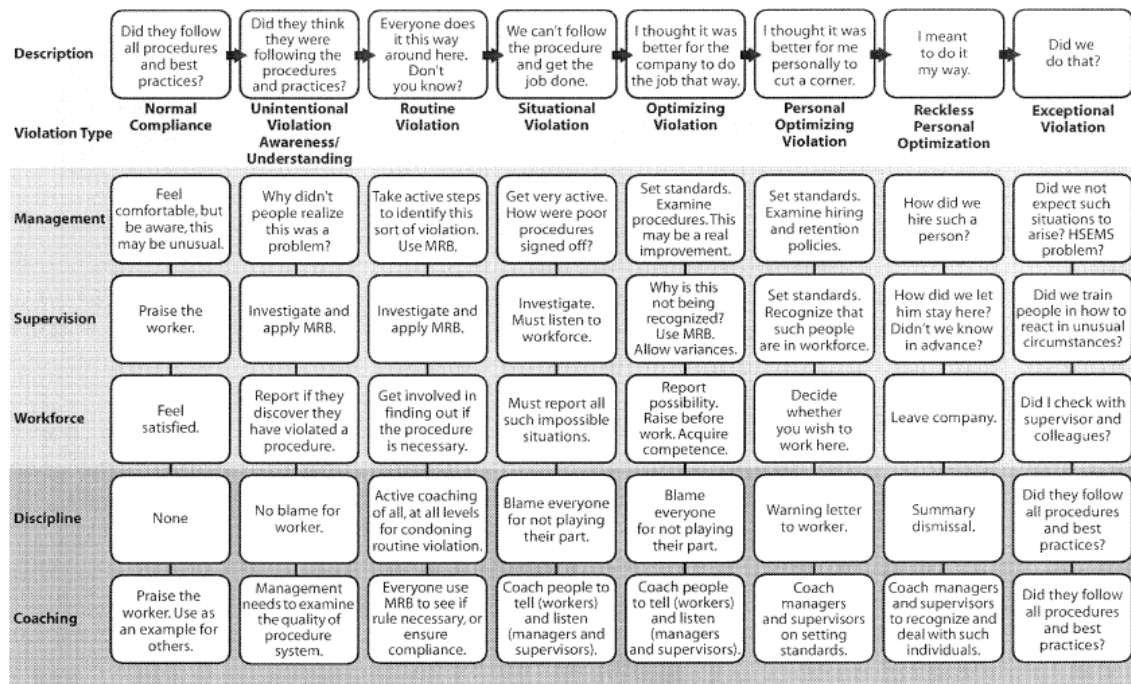 Description
Did they follow
all procedures
and best
practices?
Did they think
they were
following the
procedures
and practices?
Everyone does
it this way
around here.
Don't
you know?
We can't follow
the procedure
and get the
job done.
I thought it was
better for the
company to do
the job that way.
I thought it was
better for me
personally to
cut a corner.
I meant
to do it
my way.
Did we
do that?
Violation Type
Normal
Compliance
Unintentional
Violation
Awareness/
Understanding
Routine
Violation
Situational
Violation
Optimizing
Violation
Personal
Optimizing
Violation
Reckless
Personal
Optimization
Exceptional
Violation
Management
Feel
comfortable, but
be aware, this
may be unusual.
Why didn't
people realize
this was a
problem?
Take active steps
to identify this
sort of violation.
Use MRB.
Get very active.
How were poor
procedures
signed off?
Set standards.
Examine
procedures. This
may be a real
improvement.
Set standards.
Examine hiring
and retention
policies.
How did we
hire such a
person?
Did we not
expect such
situations to
arise? HSEMS
problem?
Supervision
Praise the
worker.
Investigate and
apply MRB.
Investigate and
apply MRB.
Investigate.
Must listen to
workforce.
Why is this
not being
recognized?
Use MRB.
Allow variances.
Set standards.
Recognize that
such people
are in workforce.
How did we let
him stay here?
Didn't we know
in advance?
Did we train
people in how to
react in unusual
circumstances?
Workforce
Feel
satisfied.
Report if they
discover they
have violated a
procedure.
Get involved in
finding out if
the procedure
is necessary.
Must report all
such impossible
situations.
Report
possibility.
Raise before
work. Acquire
competence.
Decide
whether
you wish to
work here.
Leave company.
Did I check with
supervisor and
colleagues?
Discipline
None
No blame for
worker.
Active coaching
of all, at all levels
for condoning
routine violation.
Blame everyone
for not playing
their part.
Blame
everyone
for not playing
their part.
Warning letter
to worker.
Summary
dismissal.
Did they follow
all procedures
and best
practices?
Coaching
Praise the
worker. Use as
an example for
others.
Management
needs to examine
the quality of
procedure
system.
Everyone use
MRB to see if
rule necessary, or
ensure
compliance.
Coach people to
tell (workers)
and listen
(managers and
supervisors).
Coach people
to tell (workers)
and listen
(managers
and supervisors).
Coach
managers
and supervisors
on setting
standards.
Coach managers
and supervisors
to recognize and
deal with such
individuals.
Did they follow
all procedures
and best
practices?